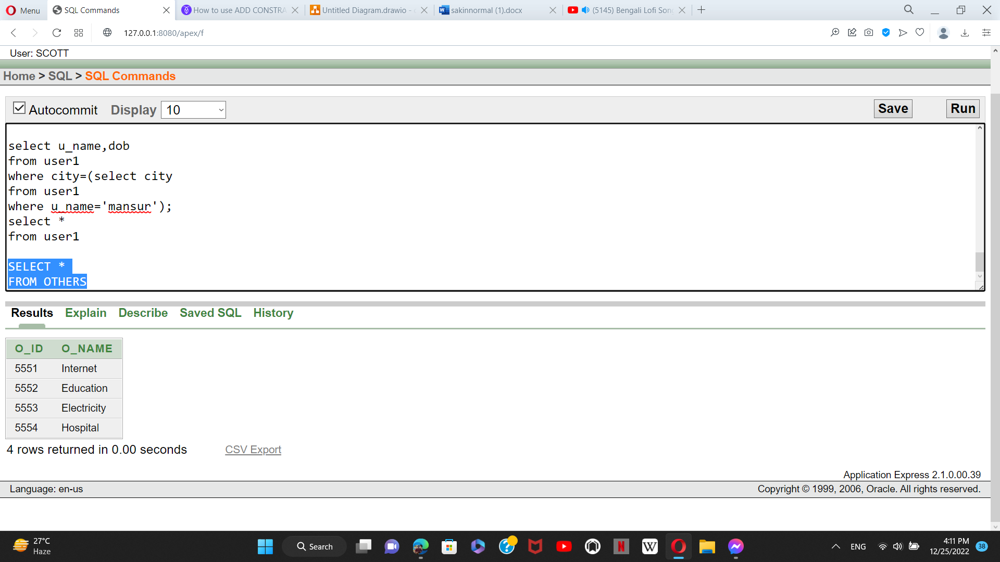 Menu
SQL Commands
How to use ADD CONSTRA
Untitled Diagram.drawio -
sakinnormal (1).docx
(5145) Bengali Lofi Song
127.0.0.1:8080/apex/f
User: SCOTT
Home > SQL > SQL Commands
Autocommit Display 10
Save
Run
select u_name,dob
from user1
where city=(select city
from user1
where u_name='mansur');
select *
from user1
SELECT *
FROM OTHERS
Results Explain Describe Saved SQL History
O_ID O_NAME
5551 Internet
5552 Education
5553 Electricity
5554 Hospital
4 rows returned in 0.00 seconds
CSV Export
Application Express 2.1.0.00.39
Language: en-us
Copyright © 1999, 2006, Oracle. All rights reserved.
27°C
Haze
Search
ENG
4:11 PM
12/25/2022
38